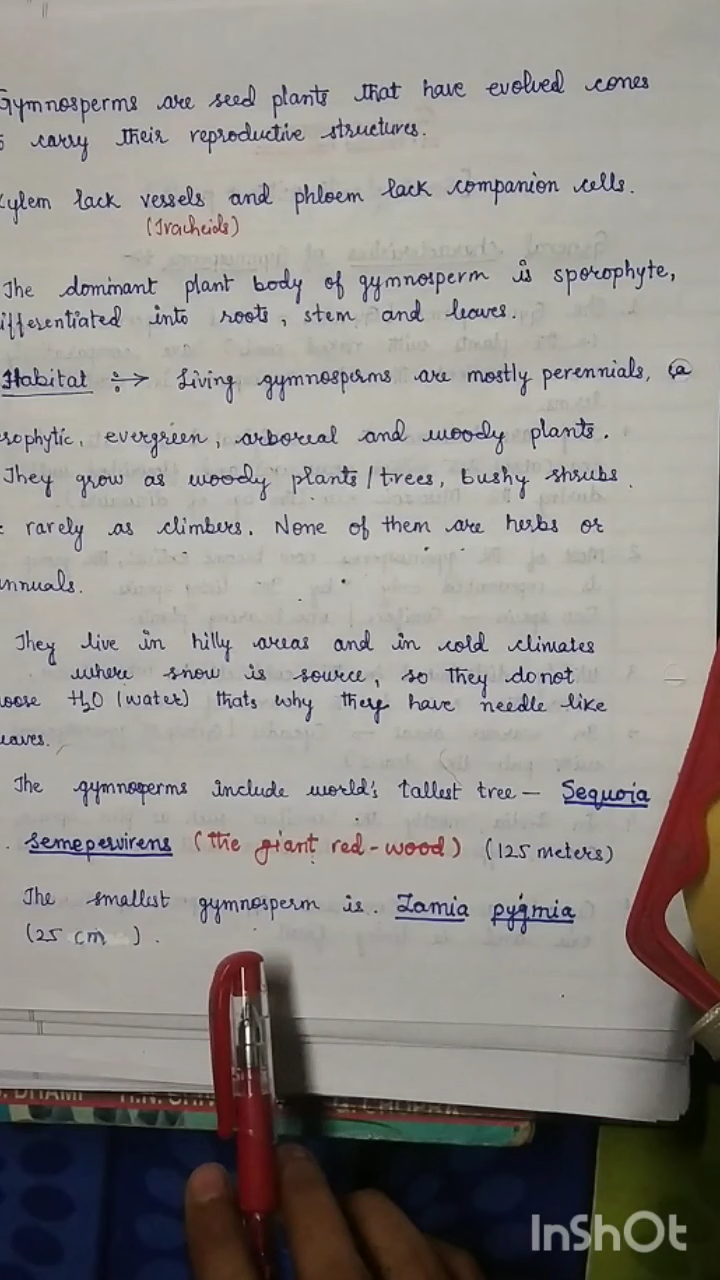 Gymnosperms are seed plants that have evolved cones
carry their reproductive structures.
Xylem lack vessels and phloem lack companion cells.
(Tracheids)
The dominant plant body of gymnosperm is sporophyte,
ifferentiated into roots, stem and leaves.
Habitat ÷→ Living gymnosperms are mostly perennials,
rophytic, evergreen, arboreal and woody plants.
They grow as woody plants/trees, bushy shrubs.
rarely as climbers. None of them are herbs or
nnuals.
They live in hilly areas and in cold climates
where snow is source, so they do not
oose H2O (water) thats why they have needle like
eaves.
The gymnosperms include world's tallest tree - Sequoia
semepervirens (the giant red-wood) (125 meters)
The smallest gymnosperm is. Zamia pygmia
(25 cm ).
DHAMI H.N.
InShOt